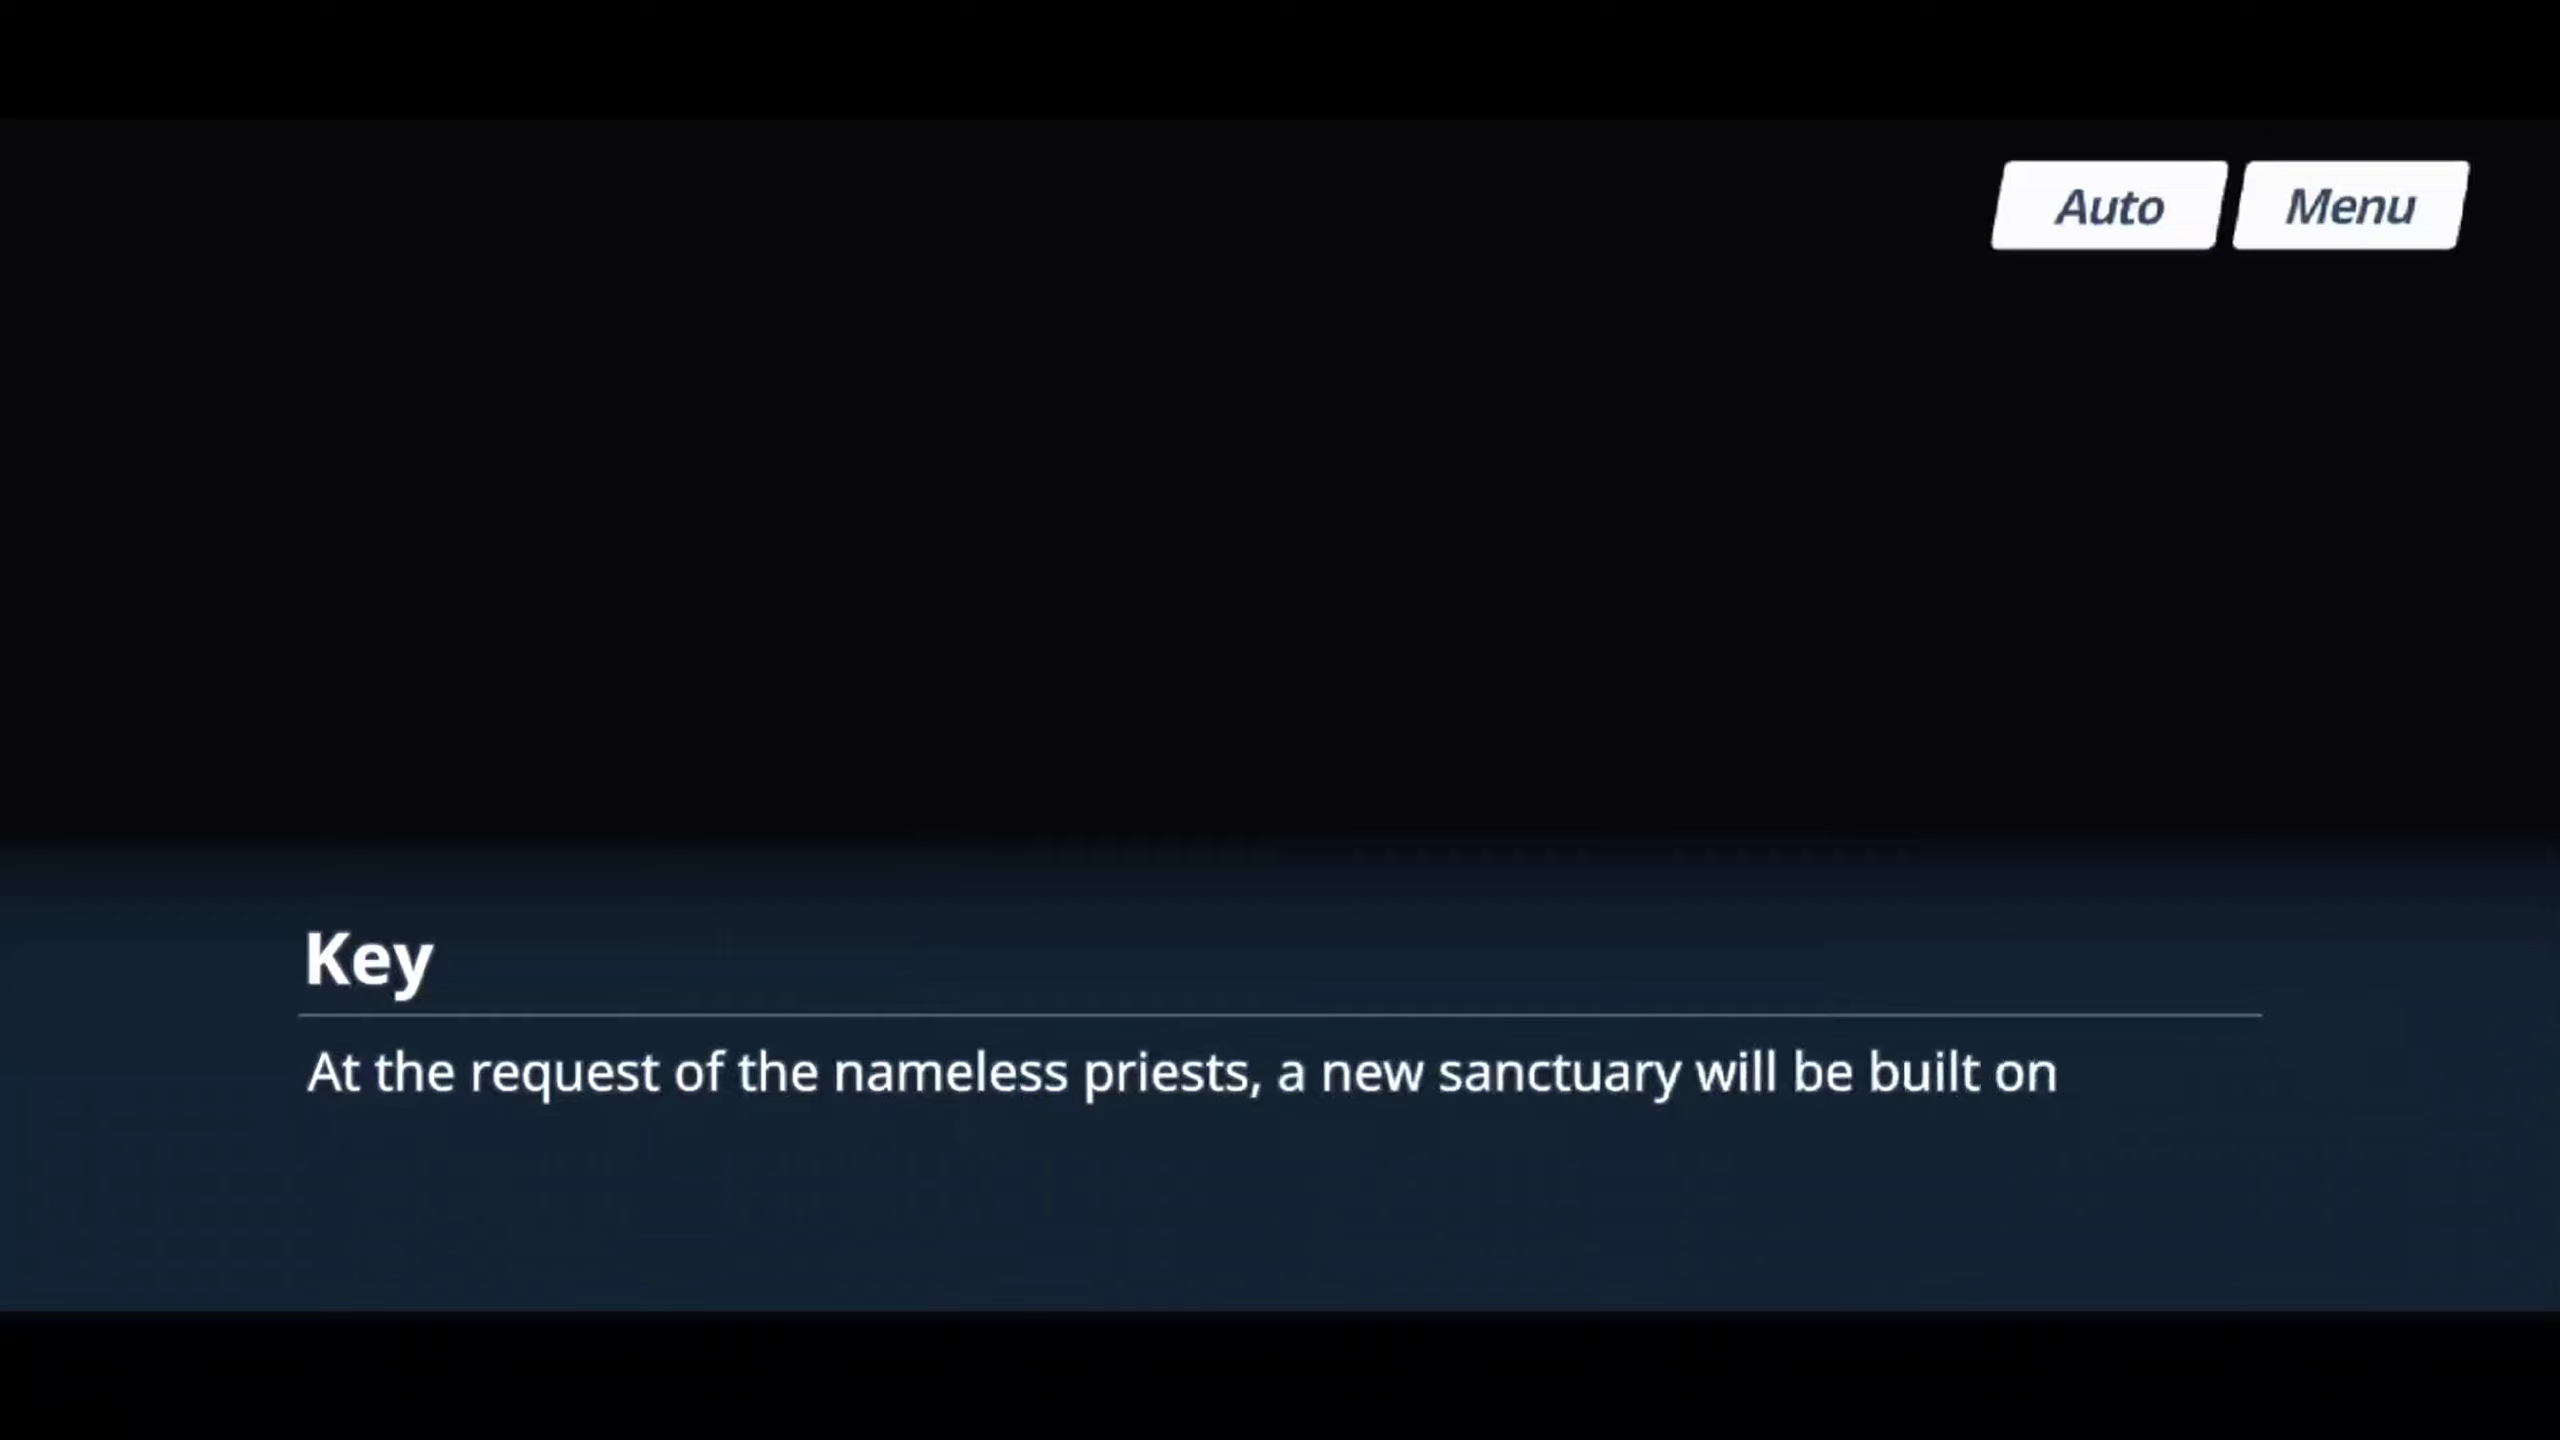 Auto Menu
Key
At the request of the nameless priests, a new sanctuary will be built on